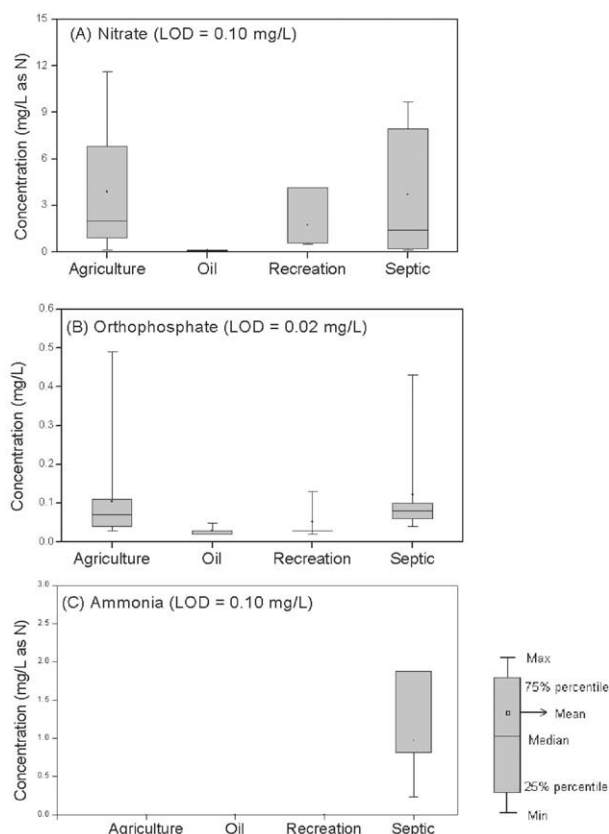 (A) Nitrate (LOD = 0.10 mg/L)
Concentration (mg/L as N)
15
12
9
6
3
0
Agriculture Oil Recreation Septic
(B) Orthophosphate (LOD = 0.02 mg/L)
Concentration (mg/L)
0.6
0.5
0.4
0.3
0.2
0.1
0.0
Agriculture Oil Recreation Septic
(C) Ammonia (LOD = 0.10 mg/L)
Concentration (mg/L as N)
3.0
2.5
2.0
1.5
1.0
0.5
0.0
Agriculture Oil Recreation Septic
Max
75% percentile
Mean
Median
25% percentile
Min